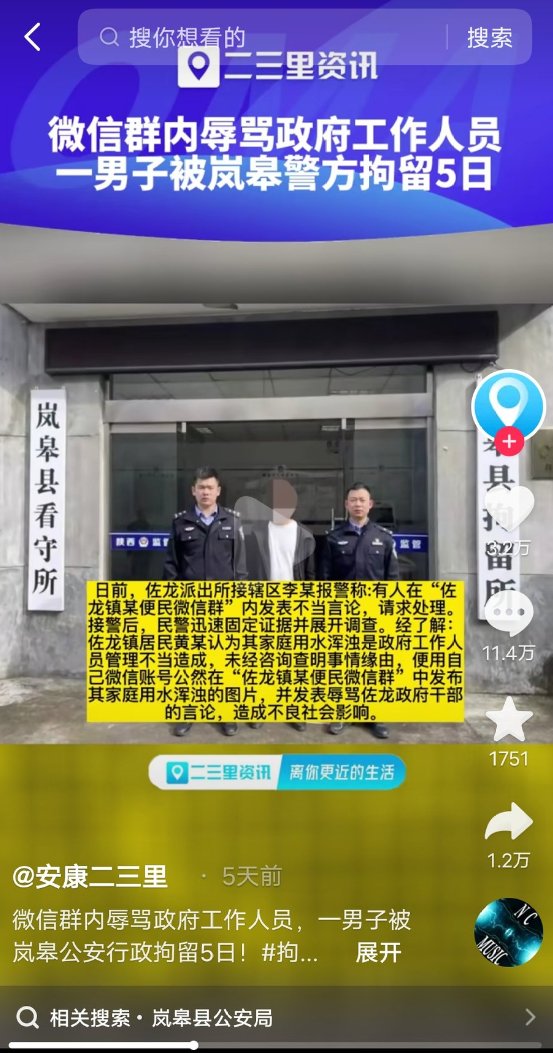 搜你想看的
搜索
二三里资讯
微信群内辱骂政府工作人员
一男子被岚皋警方拘留5日
岚皋县看守所
皋县拘留所
陕西
监管
监管
日前，佐龙派出所接辖区李某报警称:有人在“佐
龙镇某便民微信群”内发表不当言论，请求处理。
接警后，民警迅速固定证据并展开调查。经了解：
佐龙镇居民黄某认为其家庭用水浑浊是政府工作人
员管理不当造成，未经咨询查明事情缘由，便用自
己微信账号公然在“佐龙镇某便民微信群”中发布
其家庭用水浑浊的图片，并发表辱骂佐龙政府干部
的言论，造成不良社会影响。
二三里资讯
离你更近的生活
11.4万
1751
1.2万
@安康二三里
· 5天前
微信群内辱骂政府工作人员，一男子被
岚皋公安行政拘留5日！#拘...
展开
NC
MUSIC
相关搜索· 岚皋县公安局